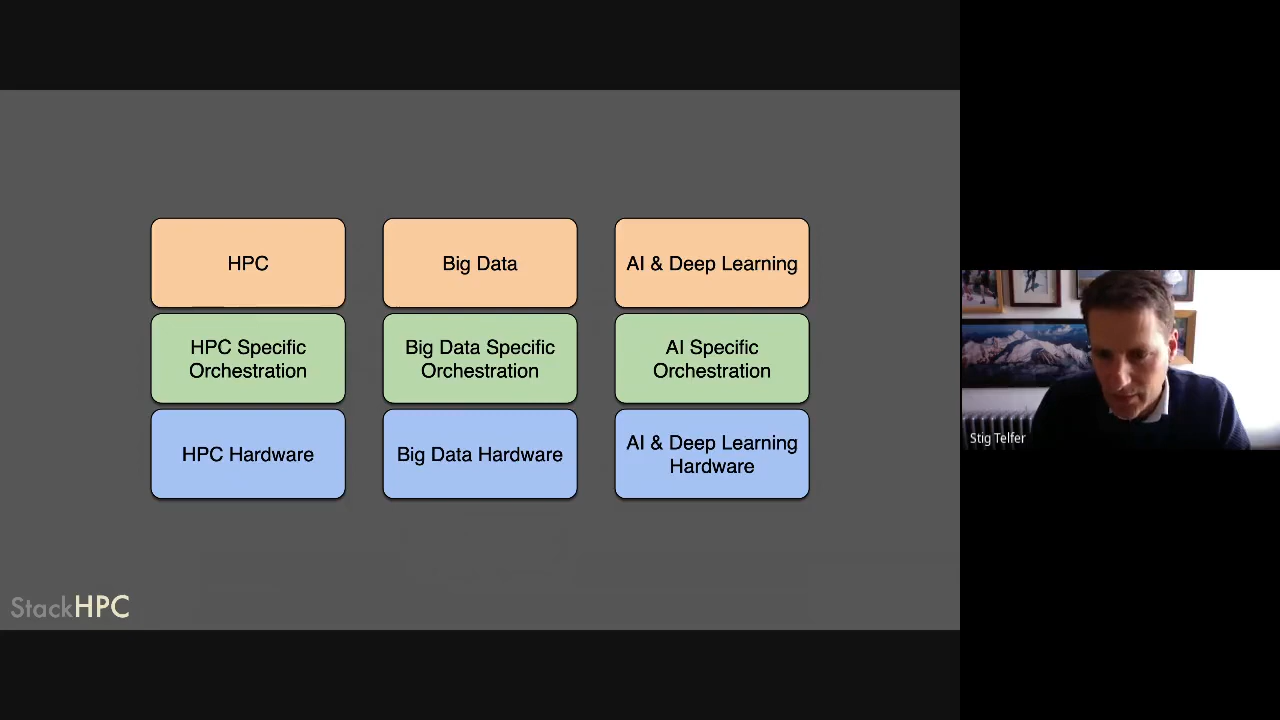 HPC
Big Data
AI & Deep Learning
HPC Specific
Orchestration
Big Data Specific
Orchestration
AI Specific
Orchestration
HPC Hardware
Big Data Hardware
AI & Deep Learning
Hardware
StackHPC
Stig Telfer